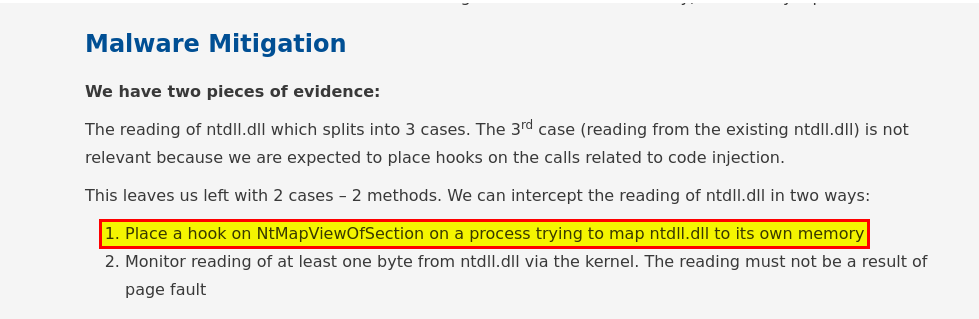 Malware Mitigation
We have two pieces of evidence:
The reading of ntdll.dll which splits into 3 cases. The 3rd case (reading from the existing ntdll.dll) is not
relevant because we are expected to place hooks on the calls related to code injection.
This leaves us left with 2 cases – 2 methods. We can intercept the reading of ntdll.dll in two ways:
1. Place a hook on NtMapViewOfSection on a process trying to map ntdll.dll to its own memory
2. Monitor reading of at least one byte from ntdll.dll via the kernel. The reading must not be a result of
page fault